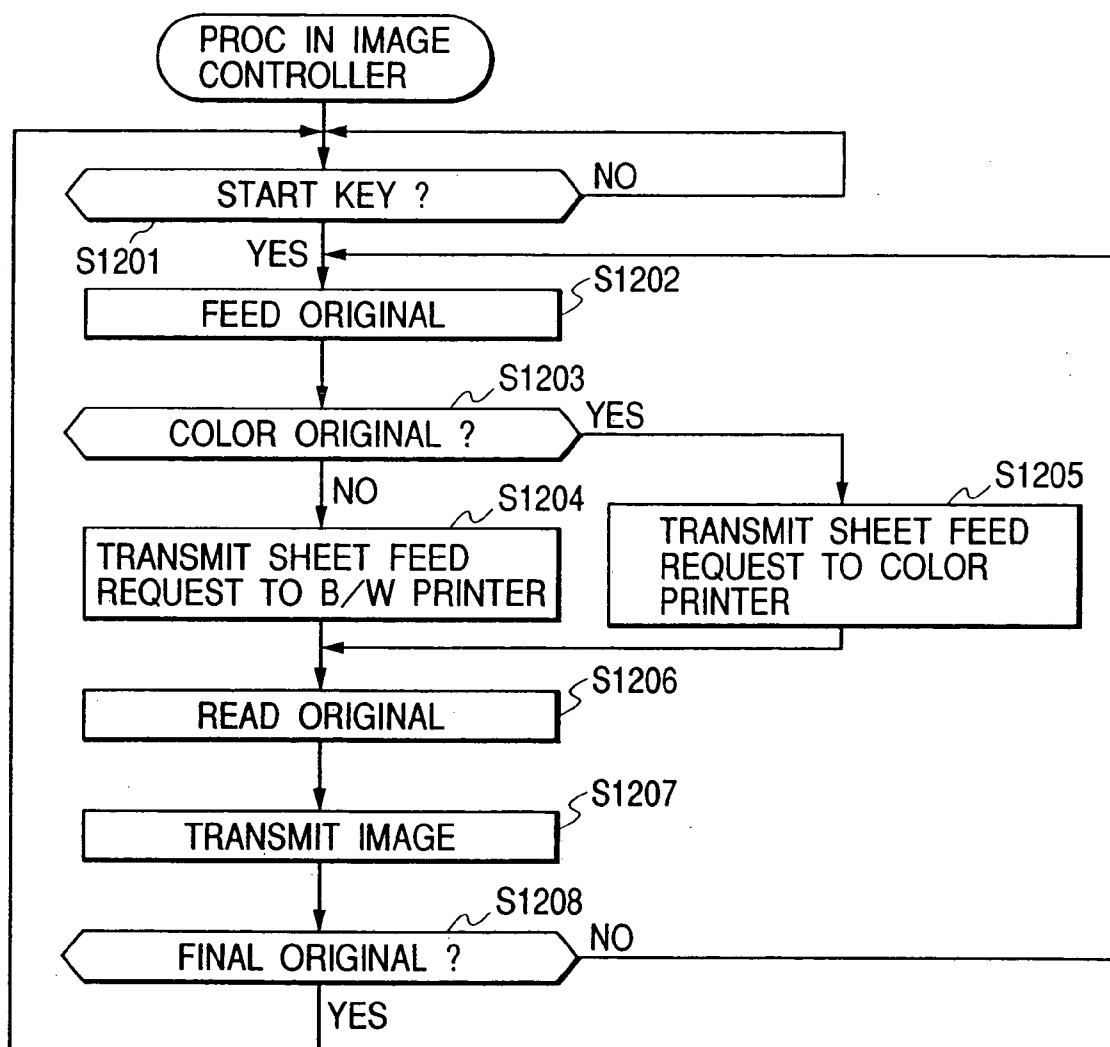 PROC IN IMAGE
CONTROLLER
START KEY ?
NO
S1201
YES
S1202
FEED ORIGINAL
S1203
COLOR ORIGINAL ?
YES
NO
S1204
S1205
TRANSMIT SHEET FEED
REQUEST TO B/W PRINTER
TRANSMIT SHEET FEED
REQUEST TO COLOR
PRINTER
S1206
READ ORIGINAL
S1207
TRANSMIT IMAGE
S1208
FINAL ORIGINAL ?
NO
YES